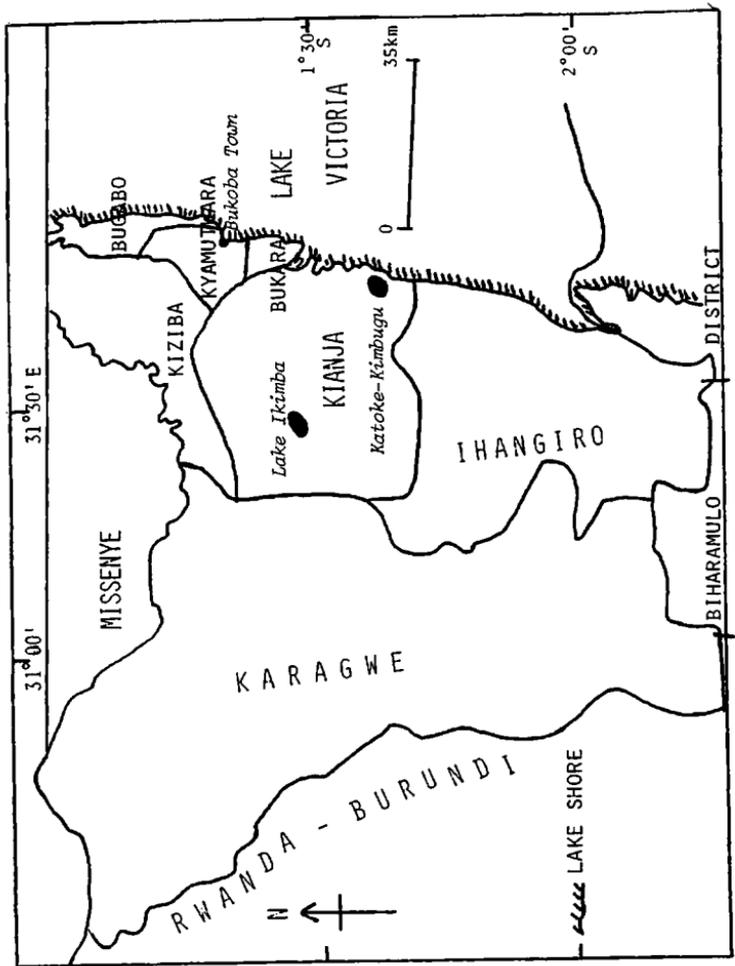 31°00'
31°30' E
1°30' S
2°00' S
MISSENYE
BUGABO
KIZIBA
KYAMUTWARA
Bukoba Town
BUKARA
LAKE
VICTORIA
Lake Ikimba
KIANJA
Katoke-Kimbugu
0
35km
KARAGWE
IHANGIRO
RWANDA - BURUNDI
N
LAKE SHORE
BIHARAMULO
DISTRICT